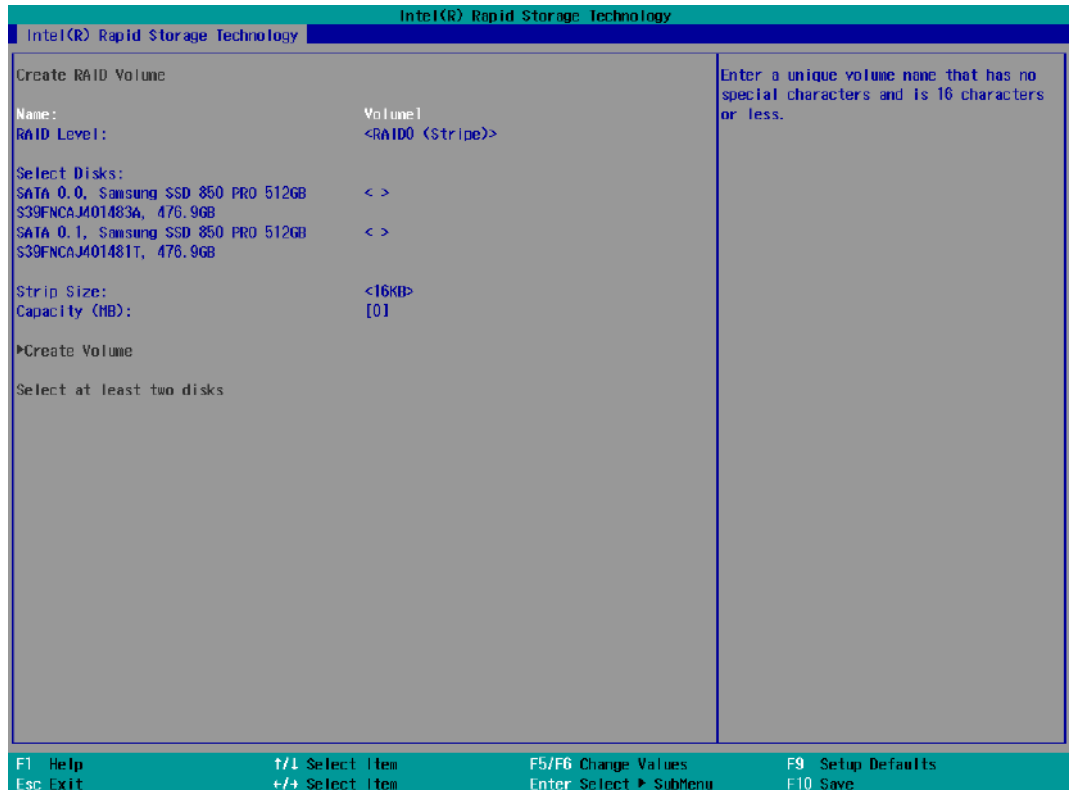 Intel(R) Rapid Storage Technology
Intel(R) Rapid Storage Technology
Create RAID Volume
Name: Volume1
RAID Level: <RAID0 (Stripe)>
Select Disks:
SATA 0.0, Samsung SSD 850 PRO 512GB < >
S39FNCAJ401483A, 476.9GB
SATA 0.1, Samsung SSD 850 PRO 512GB < >
S39FNCAJ401481T, 476.9GB
Strip Size: <16KB>
Capacity (MB): [0]
▶Create Volume
Select at least two disks
Enter a unique volume name that has no
special characters and is 16 characters
or less.
F1 Help ↑/↓ Select Item F5/F6 Change Values F9 Setup Defaults
Esc Exit ←/→ Select Item Enter Select ▶ SubMenu F10 Save